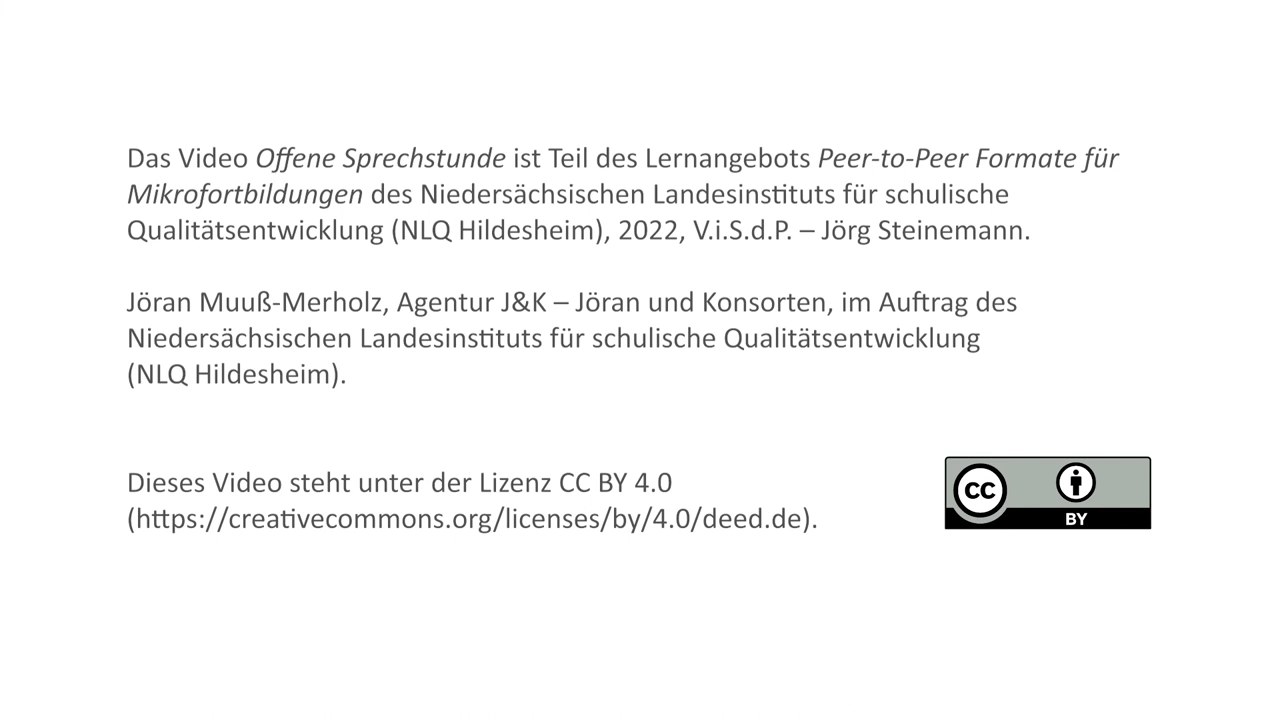 Das Video Offene Sprechstunde ist Teil des Lernangebots Peer-to-Peer Formate für
Mikrofortbildungen des Niedersächsischen Landesinstituts für schulische
Qualitätsentwicklung (NLQ Hildesheim), 2022, V.i.S.d.P. – Jörg Steinemann.
Jöran Muuß-Merholz, Agentur J&K – Jöran und Konsorten, im Auftrag des
Niedersächsischen Landesinstituts für schulische Qualitätsentwicklung
(NLQ Hildesheim).
Dieses Video steht unter der Lizenz CC BY 4.0
(https://creativecommons.org/licenses/by/4.0/deed.de).
CC
BY